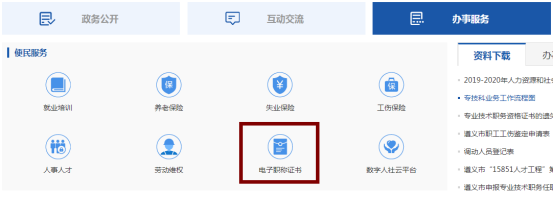 政务公开 互动交流 办事服务
便民服务
资料下载 办
就业培训 养老保险 失业保险 工伤保险
人事人才 劳动维权 电子职称证书 数字人社云平台
2019-2020年人力资源和社
专技科业务工作流程图
专业技术职务资格证书的遗
遵义市职工工伤鉴定申请表
调动人员登记表
遵义市“15851人才工程”
遵义市申报专业技术职务任